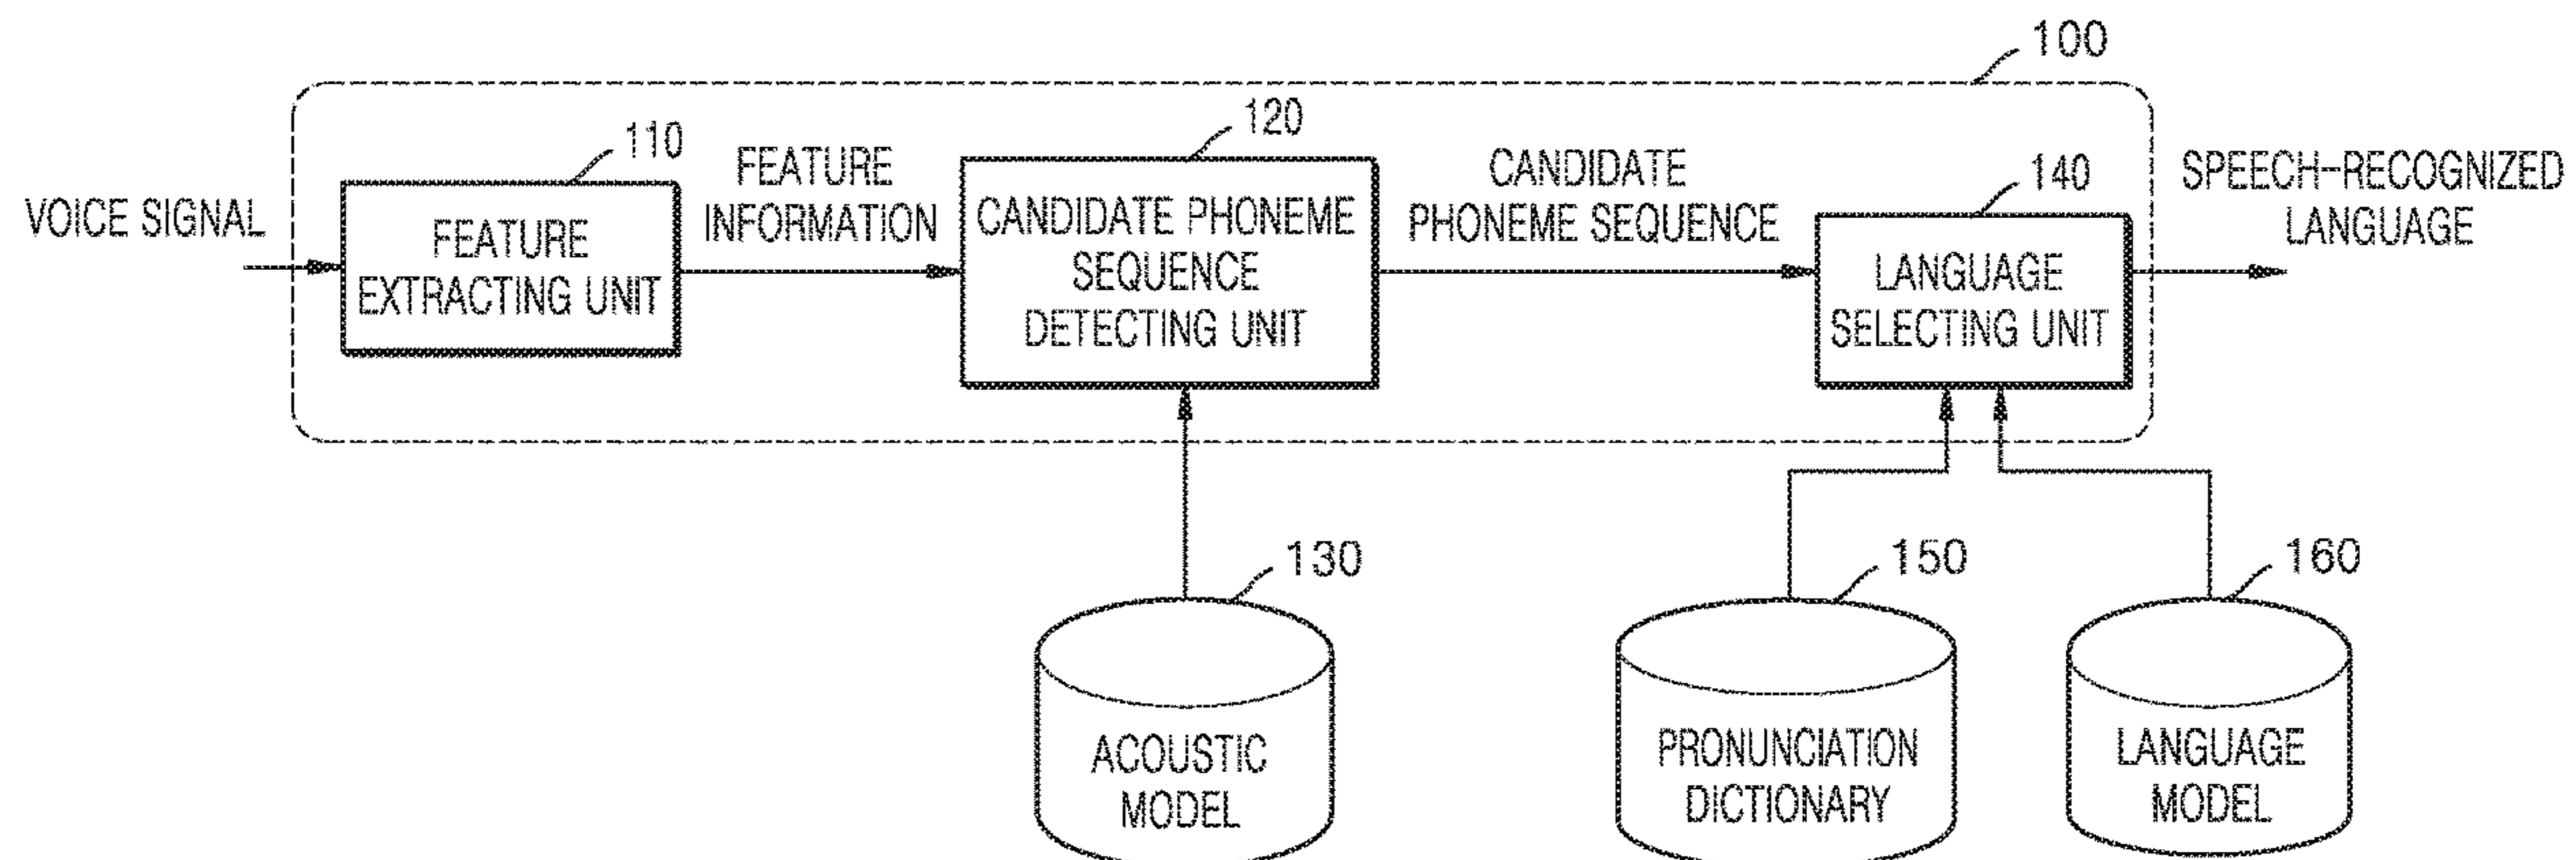 100
110
120
140
VOICE SIGNAL
FEATURE
EXTRACTING UNIT
FEATURE
INFORMATION
CANDIDATE PHONEME
SEQUENCE
DETECTING UNIT
CANDIDATE
PHONEME SEQUENCE
LANGUAGE
SELECTING UNIT
SPEECH-RECOGNIZED
LANGUAGE
130
150
160
ACOUSTIC
MODEL
PRONUNCIATION
DICTIONARY
LANGUAGE
MODEL